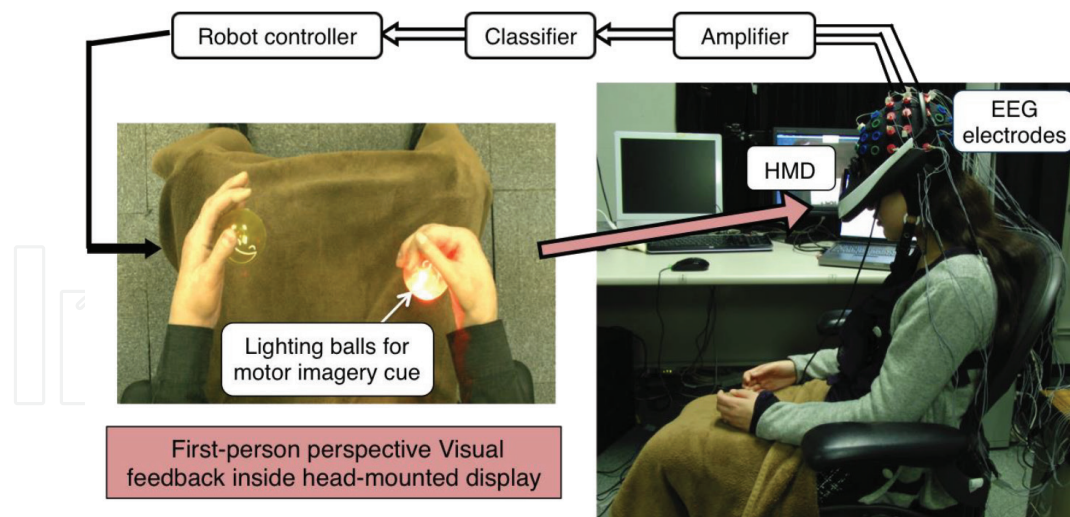 Robot controller
Classifier
Amplifier
EEG
electrodes
HMD
Lighting balls for
motor imagery cue
First-person perspective Visual
feedback inside head-mounted display